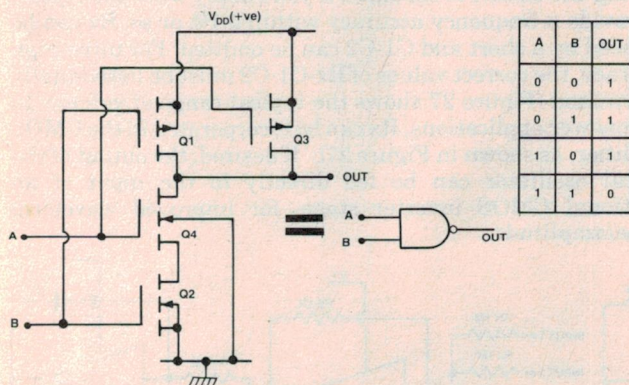 V_DD(+ve)
A B OUT
0 0 1
0 1 1
1 0 1
1 1 0
Q1
Q3
OUT
A
Q4
A
B
OUT
Q2
B